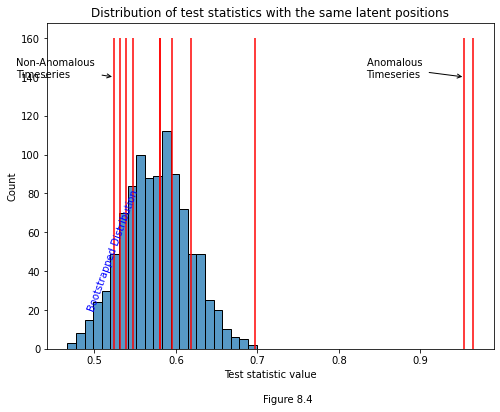 Distribution of test statistics with the same latent positions
160
140
120
100
80
60
40
20
0
Count
Non-Anomalous
Timeseries
Anomalous
Timeseries
Bootstrapped Distribution
0.5 0.6 0.7 0.8 0.9
Test statistic value
Figure 8.4